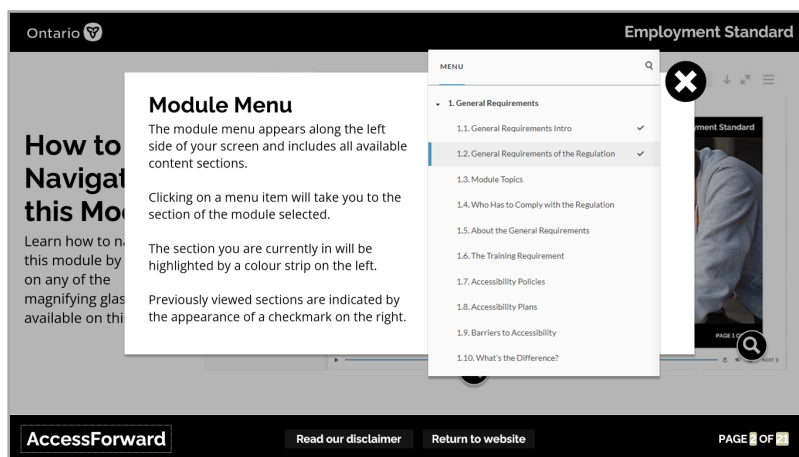 Ontario
Employment Standard
How to
Navigat
this Mo
Learn how to na
this module by
on any of the
magnifying glas
available on thi
Module Menu
The module menu appears along the left
side of your screen and includes all available
content sections.
Clicking on a menu item will take you to the
section of the module selected.
The section you are currently in will be
highlighted by a colour strip on the left.
Previously viewed sections are indicated by
the appearance of a checkmark on the right.
MENU
1. General Requirements
1.1. General Requirements Intro
1.2. General Requirements of the Regulation
1.3. Module Topics
1.4. Who Has to Comply with the Regulation
1.5. About the General Requirements
1.6. The Training Requirement
1.7. Accessibility Policies
1.8. Accessibility Plans
1.9. Barriers to Accessibility
1.10. What's the Difference?
yment Standard
PAGE 1 O
NEXT >
AccessForward
Read our disclaimer
Return to website
PAGE 2 OF 21